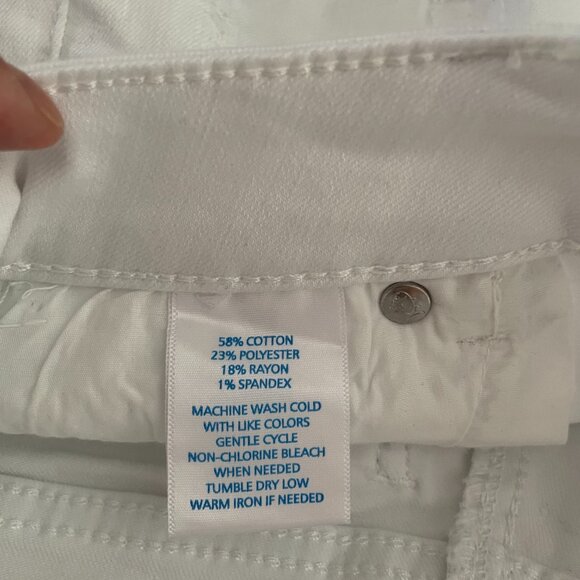 58% COTTON
23% POLYESTER
18% RAYON
1% SPANDEX
MACHINE WASH COLD
WITH LIKE COLORS
GENTLE CYCLE
NON-CHLORINE BLEACH
WHEN NEEDED
TUMBLE DRY LOW
WARM IRON IF NEEDED